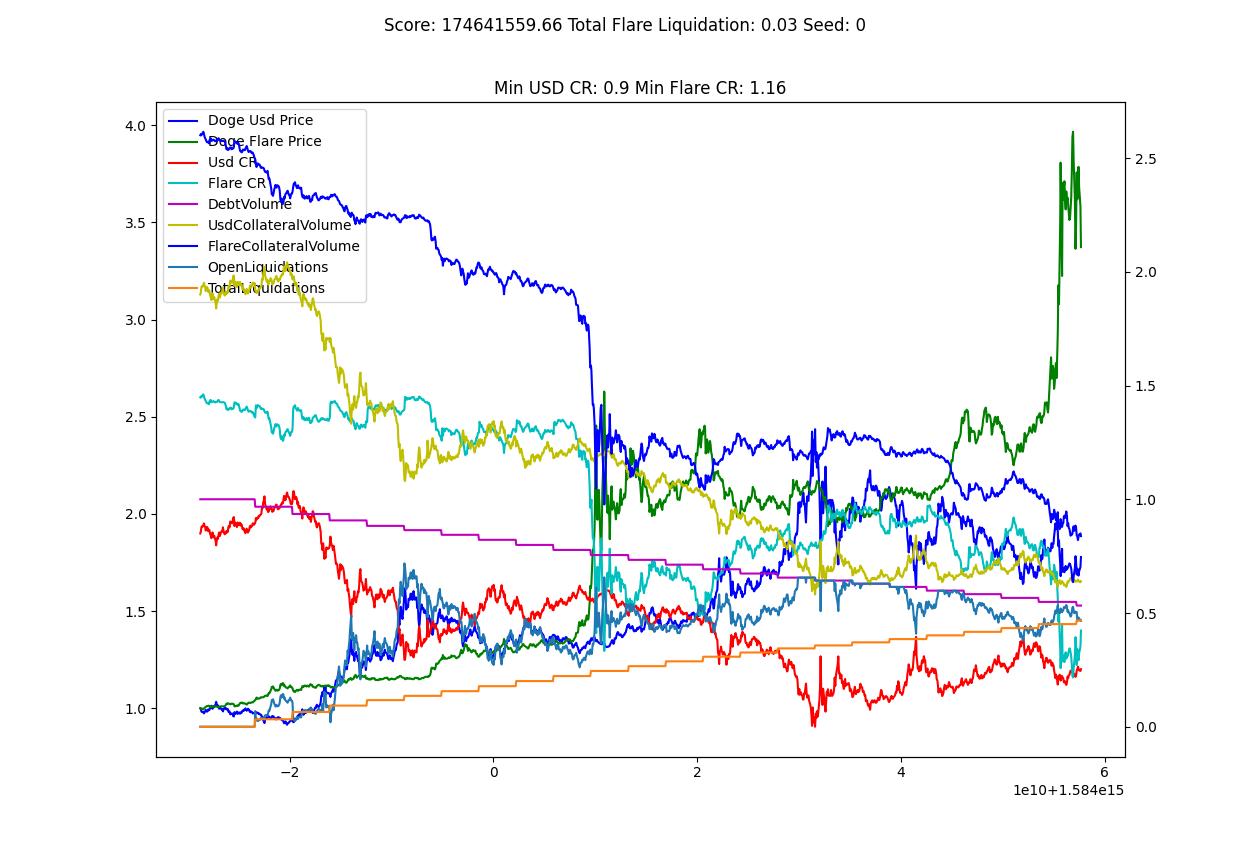 Score: 174641559.66 Total Flare Liquidation: 0.03 Seed: 0
Min USD CR: 0.9 Min Flare CR: 1.16
Doge Usd Price
Doge Flare Price
Usd CR
Flare CR
DebtVolume
UsdCollateralVolume
FlareCollateralVolume
OpenLiquidations
TotalLiquidations
4.0
3.5
3.0
2.5
2.0
1.5
1.0
2.5
2.0
1.5
1.0
0.5
0.0
−2
0
2
4
6
1e10+1.584e15